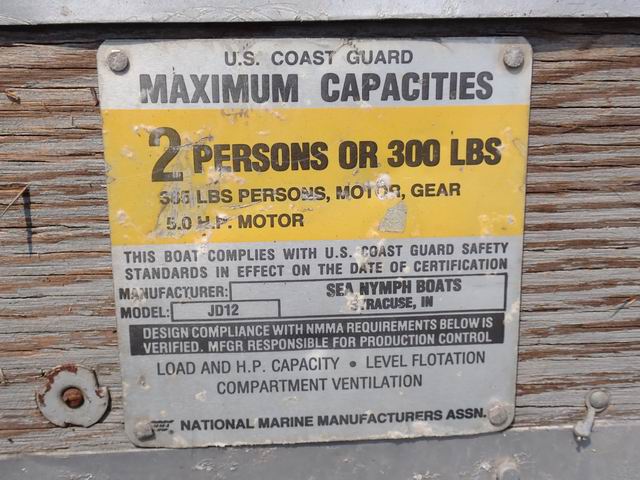 U.S. COAST GUARD
MAXIMUM CAPACITIES
2 PERSONS OR 300 LBS
385 LBS PERSONS, MOTOR, GEAR
5.0 H.P. MOTOR
THIS BOAT COMPLIES WITH U.S. COAST GUARD SAFETY
STANDARDS IN EFFECT ON THE DATE OF CERTIFICATION
MANUFACTURER: SEA NYMPH BOATS
MODEL: JD12 SYRACUSE, IN
DESIGN COMPLIANCE WITH NMMA REQUIREMENTS BELOW IS
VERIFIED. MFGR RESPONSIBLE FOR PRODUCTION CONTROL
LOAD AND H.P. CAPACITY • LEVEL FLOTATION
COMPARTMENT VENTILATION
NATIONAL MARINE MANUFACTURERS ASSN.